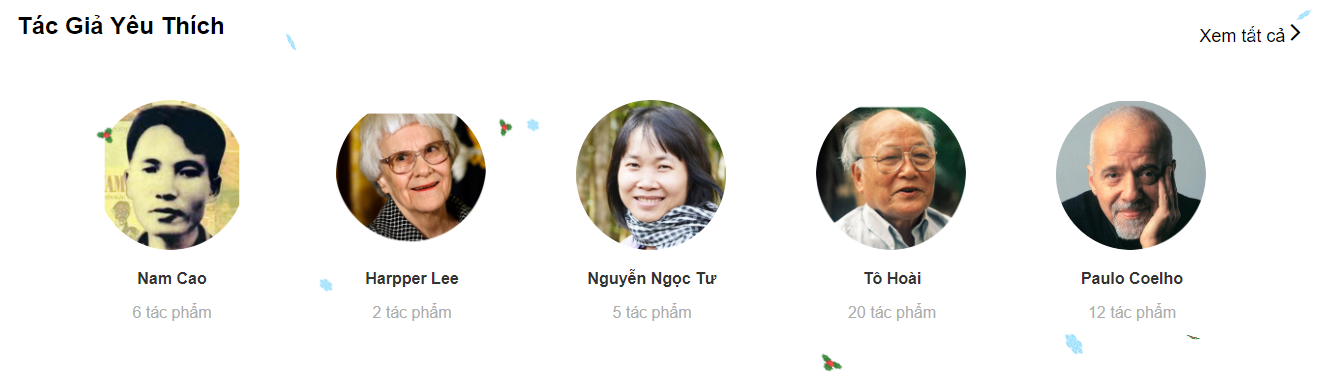 Tác Giả Yêu Thích
Xem tất cả
Nam Cao
Harpper Lee
Nguyễn Ngọc Tư
Tô Hoài
Paulo Coelho
6 tác phẩm
2 tác phẩm
5 tác phẩm
20 tác phẩm
12 tác phẩm